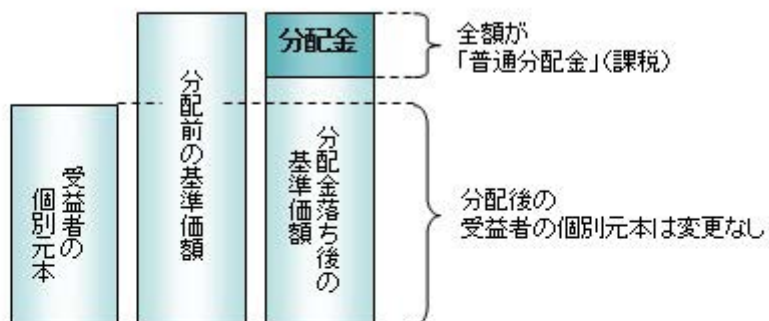 受益者の
個別元本
分配前の基準価額
分配金
分配金落ち後の
基準価額
全額が
「普通分配金」(課税)
分配後の
受益者の個別元本は変更なし